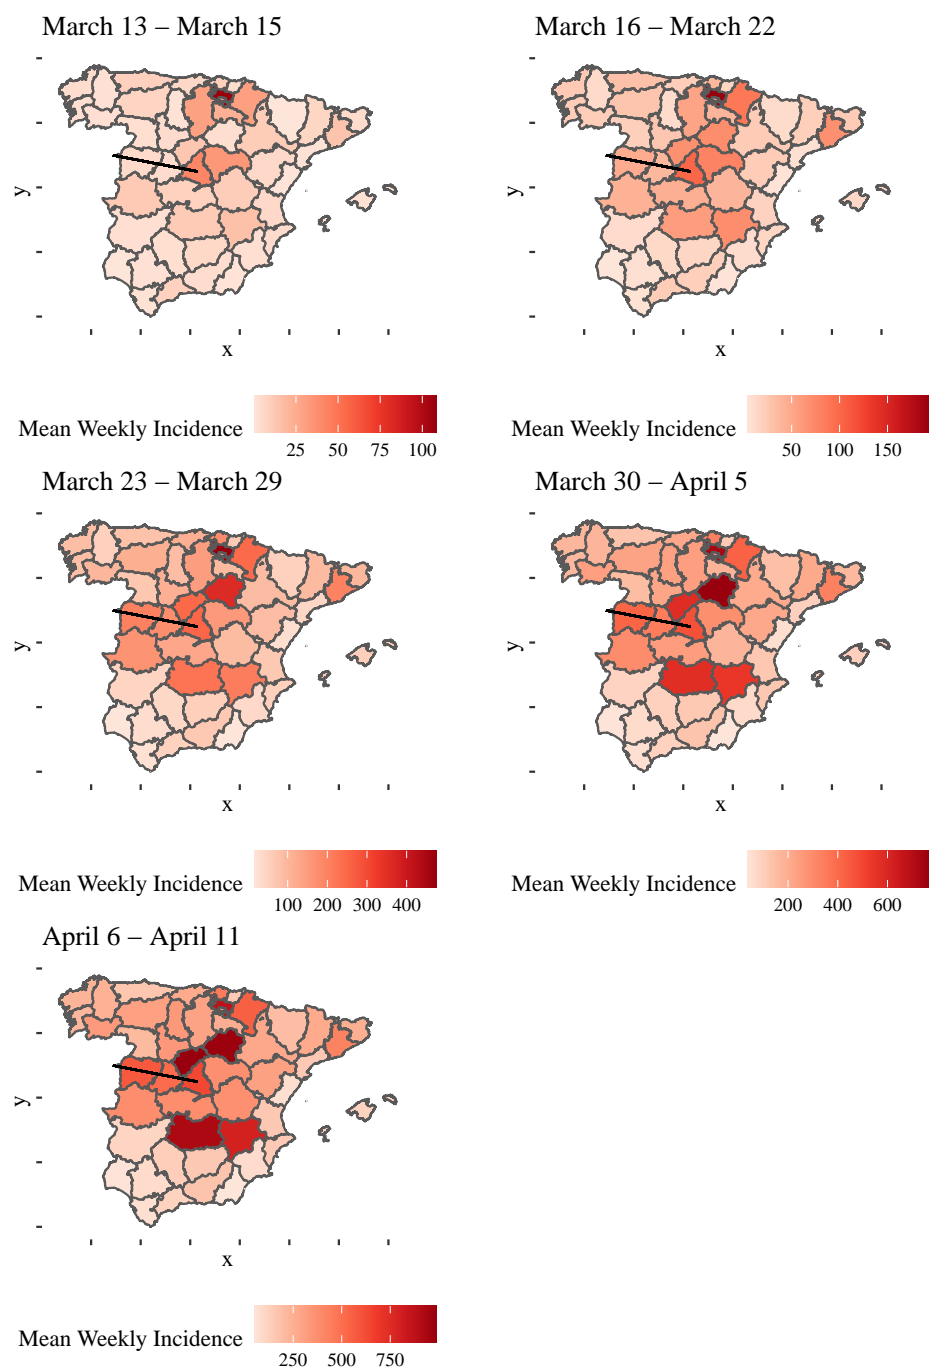 March 13 – March 15
y
x
Mean Weekly Incidence
25 50 75 100
March 16 – March 22
y
x
Mean Weekly Incidence
50 100 150
March 23 – March 29
y
x
Mean Weekly Incidence
100 200 300 400
March 30 – April 5
y
x
Mean Weekly Incidence
200 400 600
April 6 – April 11
y
x
Mean Weekly Incidence
250 500 750